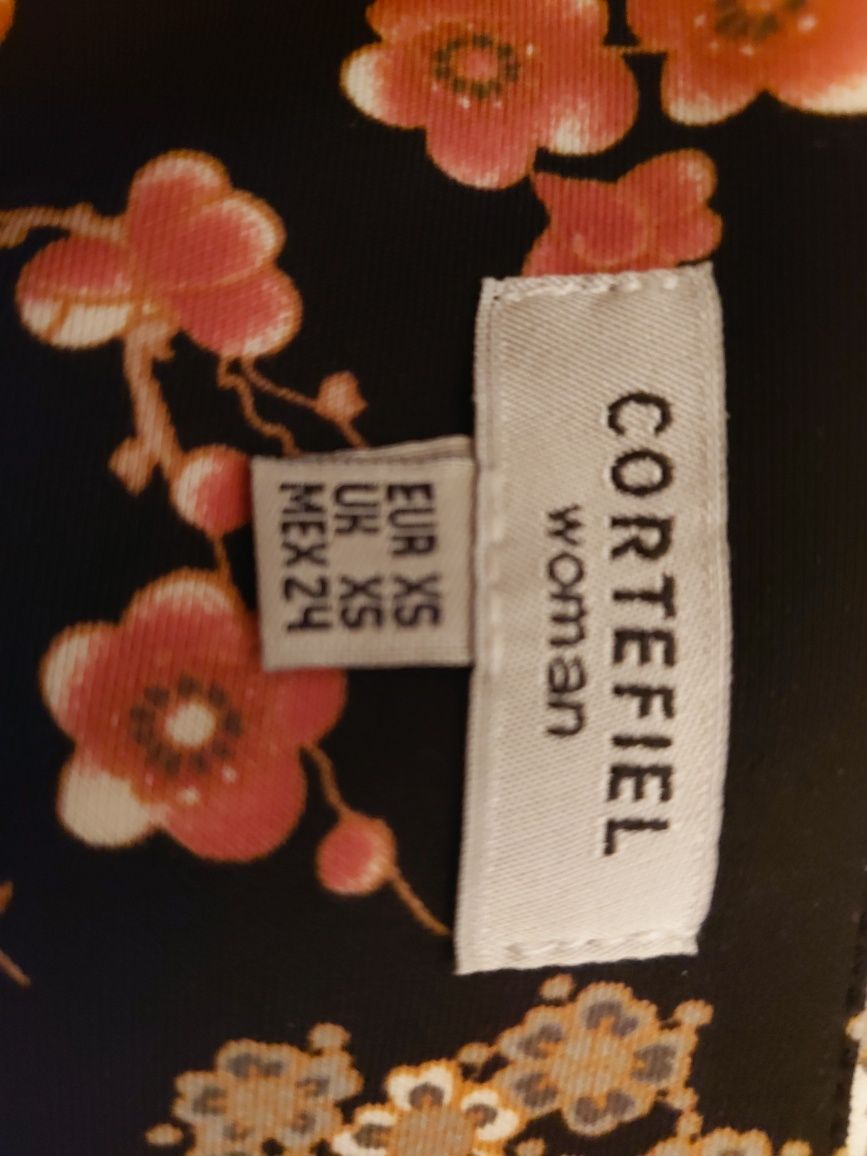 CORTEFIEL
woman
EUR XS
UK XS
MEX 24